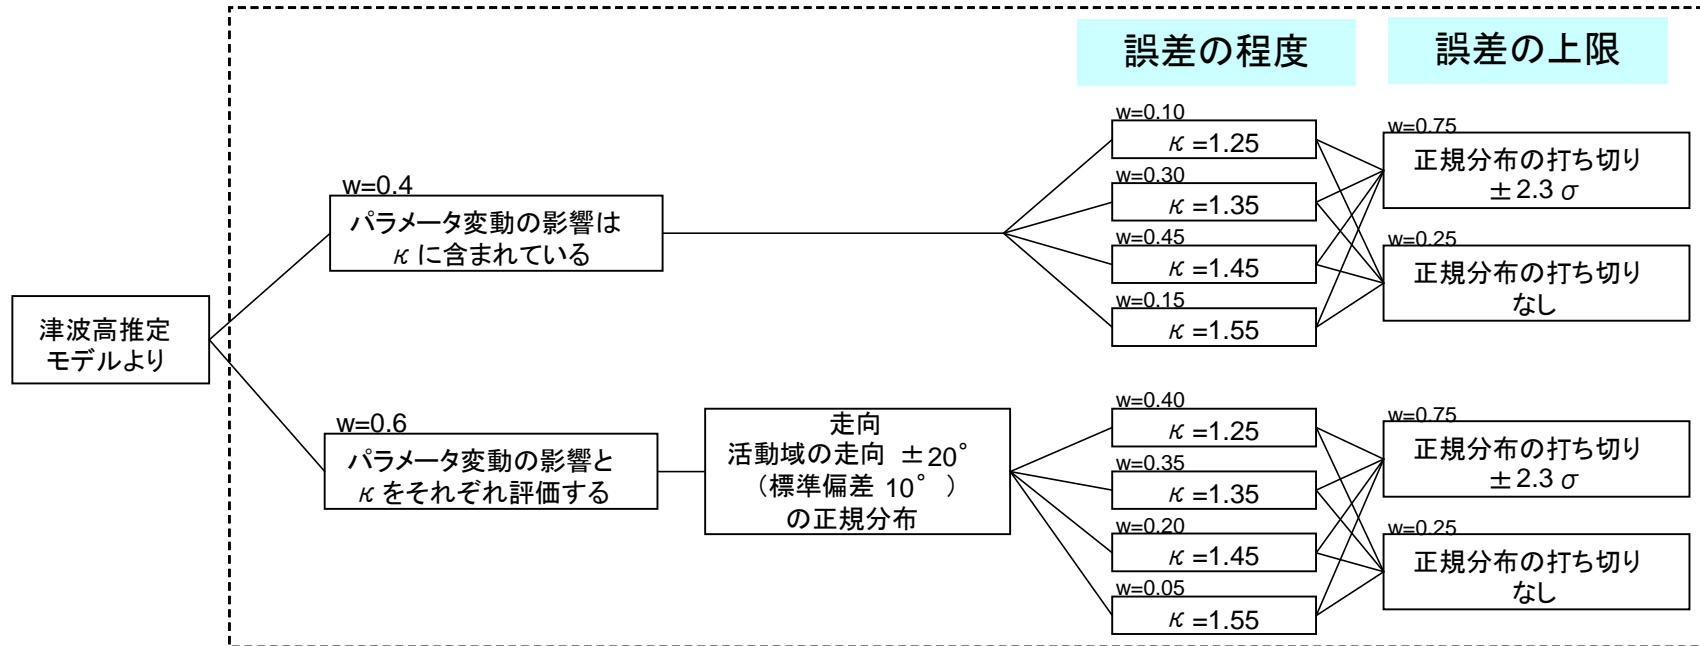 誤差の程度
誤差の上限
津波高推定
モデルより
w=0.4
パラメータ変動の影響は
κ に含まれている
w=0.10
κ =1.25
w=0.30
κ =1.35
w=0.45
κ =1.45
w=0.15
κ =1.55
w=0.75
正規分布の打ち切り
±2.3 σ
w=0.25
正規分布の打ち切り
なし
w=0.6
パラメータ変動の影響と
κ をそれぞれ評価する
走向
活動域の走向 ±20°
（標準偏差 10° ）
の正規分布
w=0.40
κ =1.25
w=0.35
κ =1.35
w=0.20
κ =1.45
w=0.05
κ =1.55
w=0.75
正規分布の打ち切り
±2.3 σ
w=0.25
正規分布の打ち切り
なし